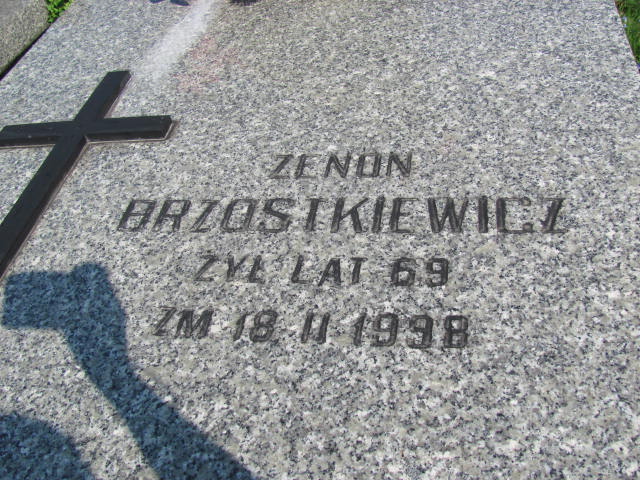 ZENON
BRZOSTKIEWICZ
ŻYŁ LAT 69
ZM 18 II 1998